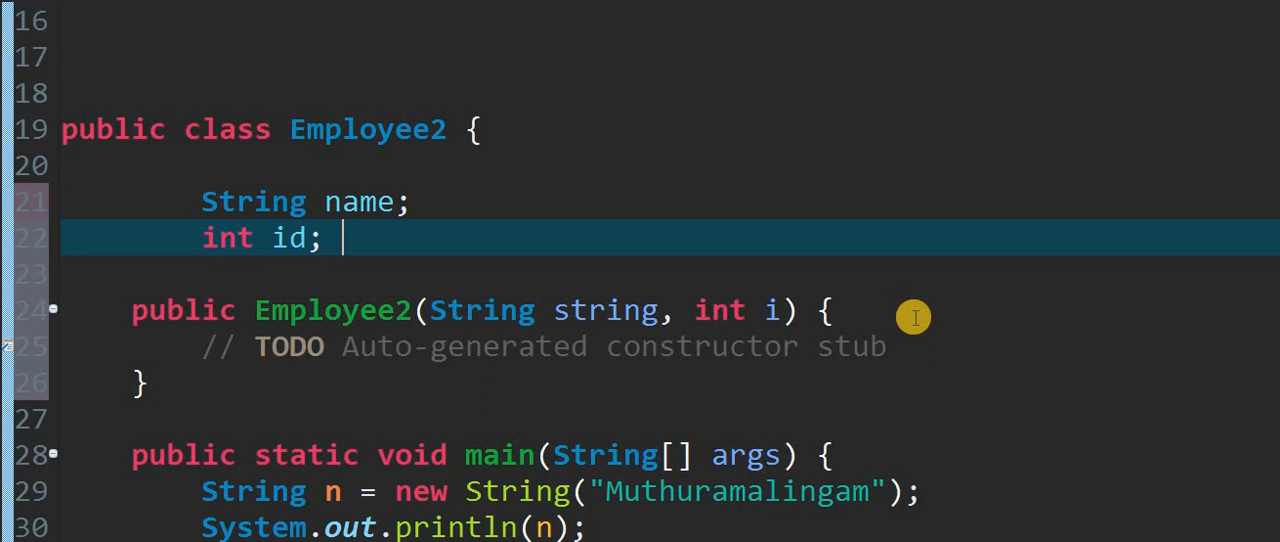 16
17
18
19 public class Employee2 {
20
21 String name;
22 int id;
23
24 public Employee2(String string, int i) {
25 // TODO Auto-generated constructor stub
26 }
27
28 public static void main(String[] args) {
29 String n = new String("Muthuramalingam");
30 System.out.println(n);